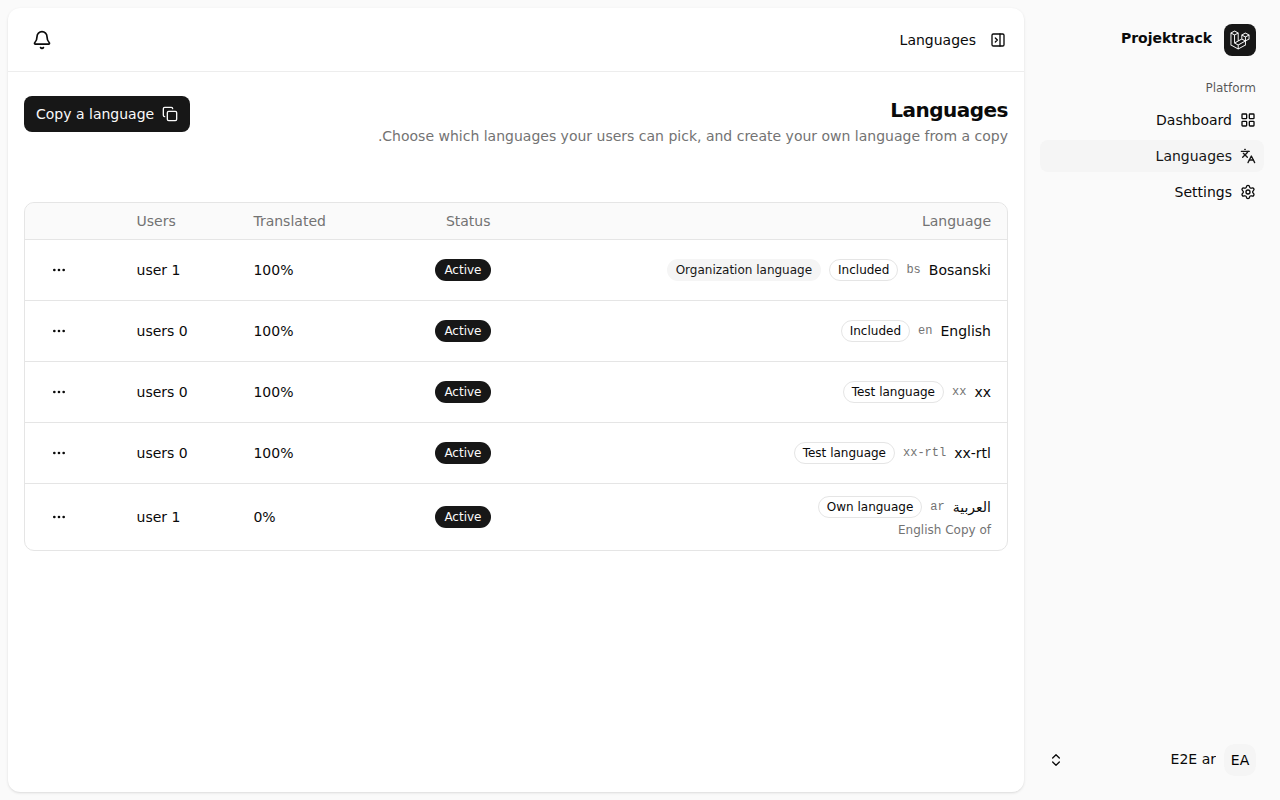 Projektrack
Platform
Dashboard
Languages
Settings
E2E ar
EA
Languages
Languages
.Choose which languages your users can pick, and create your own language from a copy
Copy a language
Language
Status
Translated
Users
Bosanski bs Included Organization language
Active
100%
user 1
English en Included
Active
100%
users 0
xx xx Test language
Active
100%
users 0
xx-rtl xx-rtl Test language
Active
100%
users 0
العربية ar Own language
English Copy of
Active
0%
user 1